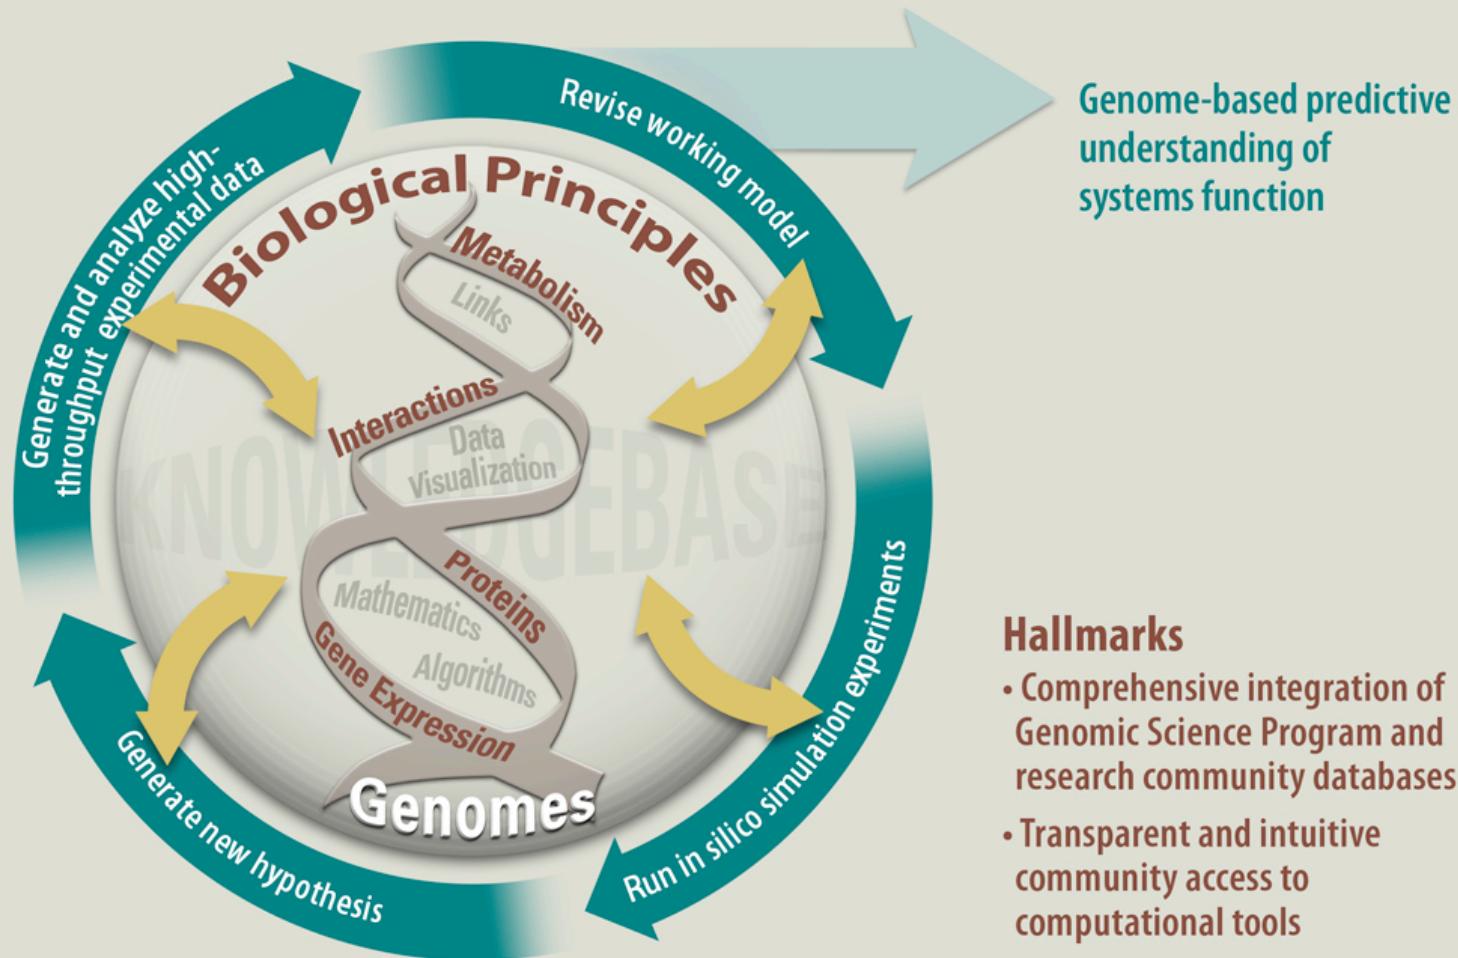 Revise working model
Genome-based predictive
understanding of
systems function
Generate and analyze high-
throughput experimental data
Biological Principles
Metabolism
Links
Interactions
Data
Visualization
KNOWLEDGEBASE
Proteins
Mathematics
Gene Expression
Algorithms
Genomes
Run in silico simulation experiments
Generate new hypothesis
Hallmarks
• Comprehensive integration of
Genomic Science Program and
research community databases
• Transparent and intuitive
community access to
computational tools